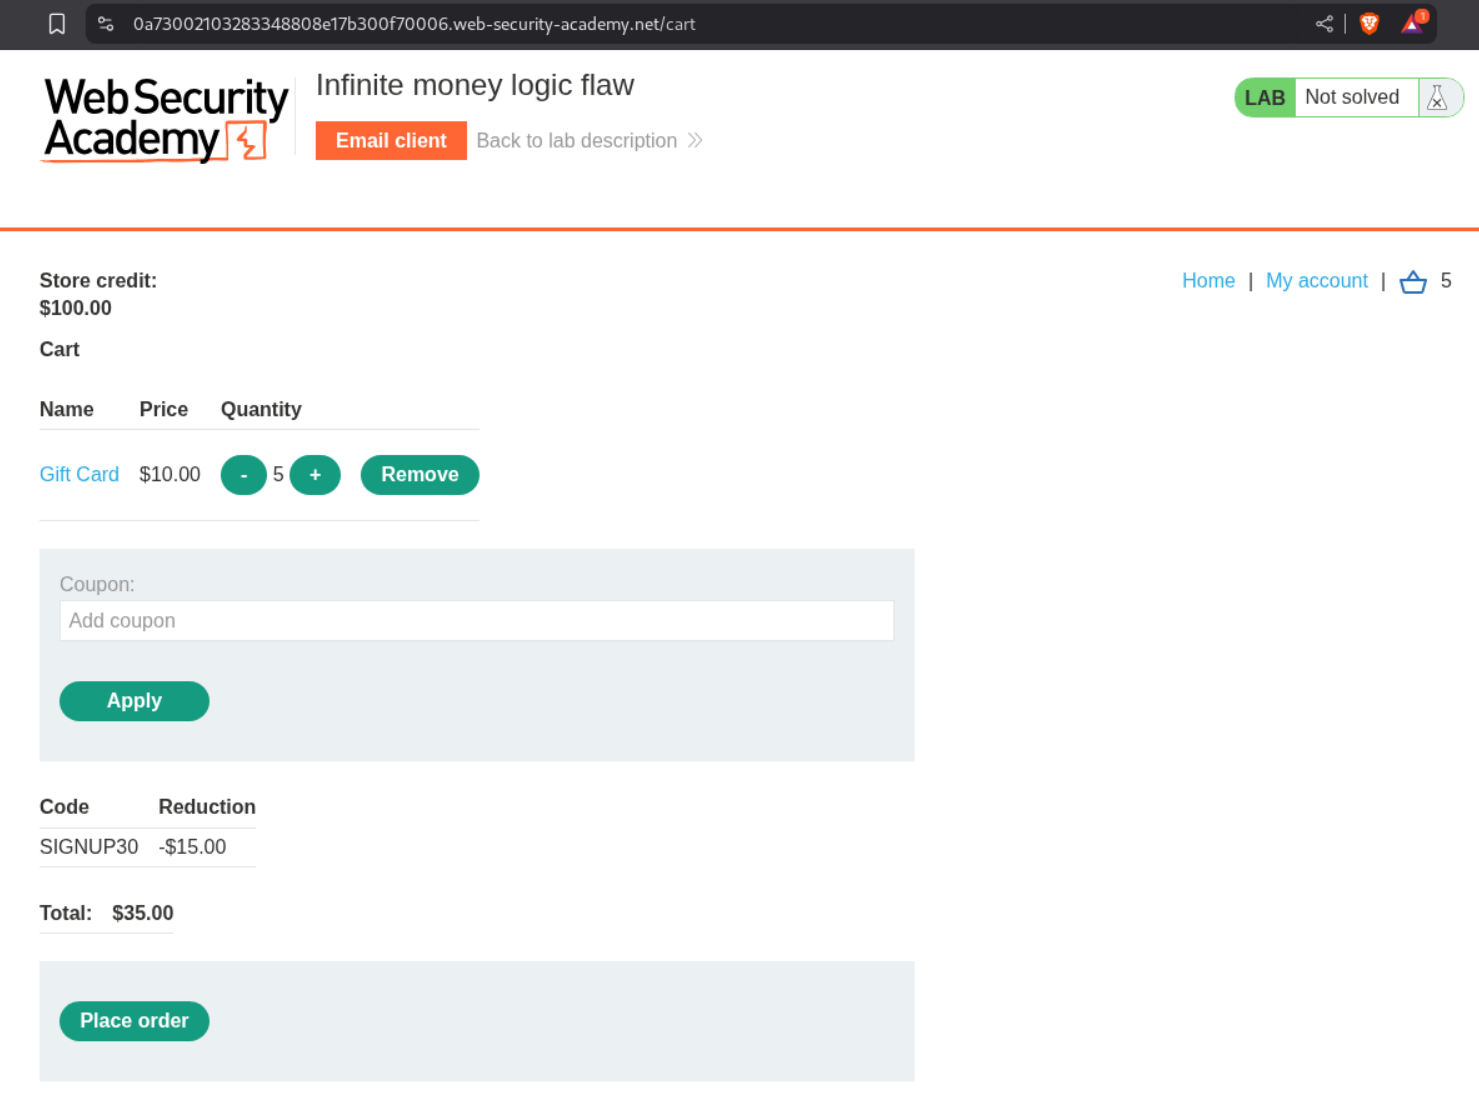 0a73002103283348808e17b300f70006.web-security-academy.net/cart
1
Web Security
Academy
Infinite money logic flaw
Email client
Back to lab description
LAB
Not solved
Store credit:
$100.00
Home | My account | 5
Cart
Name Price Quantity
Gift Card $10.00 - 5 + Remove
Coupon:
Add coupon
Apply
Code Reduction
SIGNUP30 -$15.00
Total: $35.00
Place order